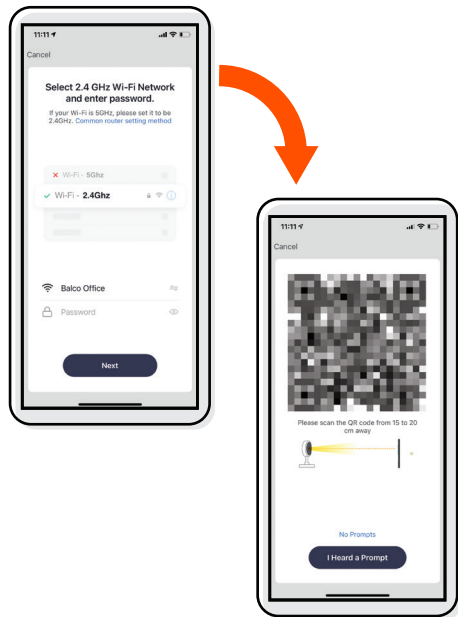 11:11
Cancel
Select 2.4 GHz Wi-Fi Network
and enter password.
If your Wi-Fi is 5GHz, please set it to be
2.4GHz. Common router setting method
Wi-Fi - 5Ghz
Wi-Fi - 2.4Ghz
Balco Office
Password
Next
11:11
Cancel
Please scan the QR code from 15 to 20
cm away
No Prompts
I Heard a Prompt